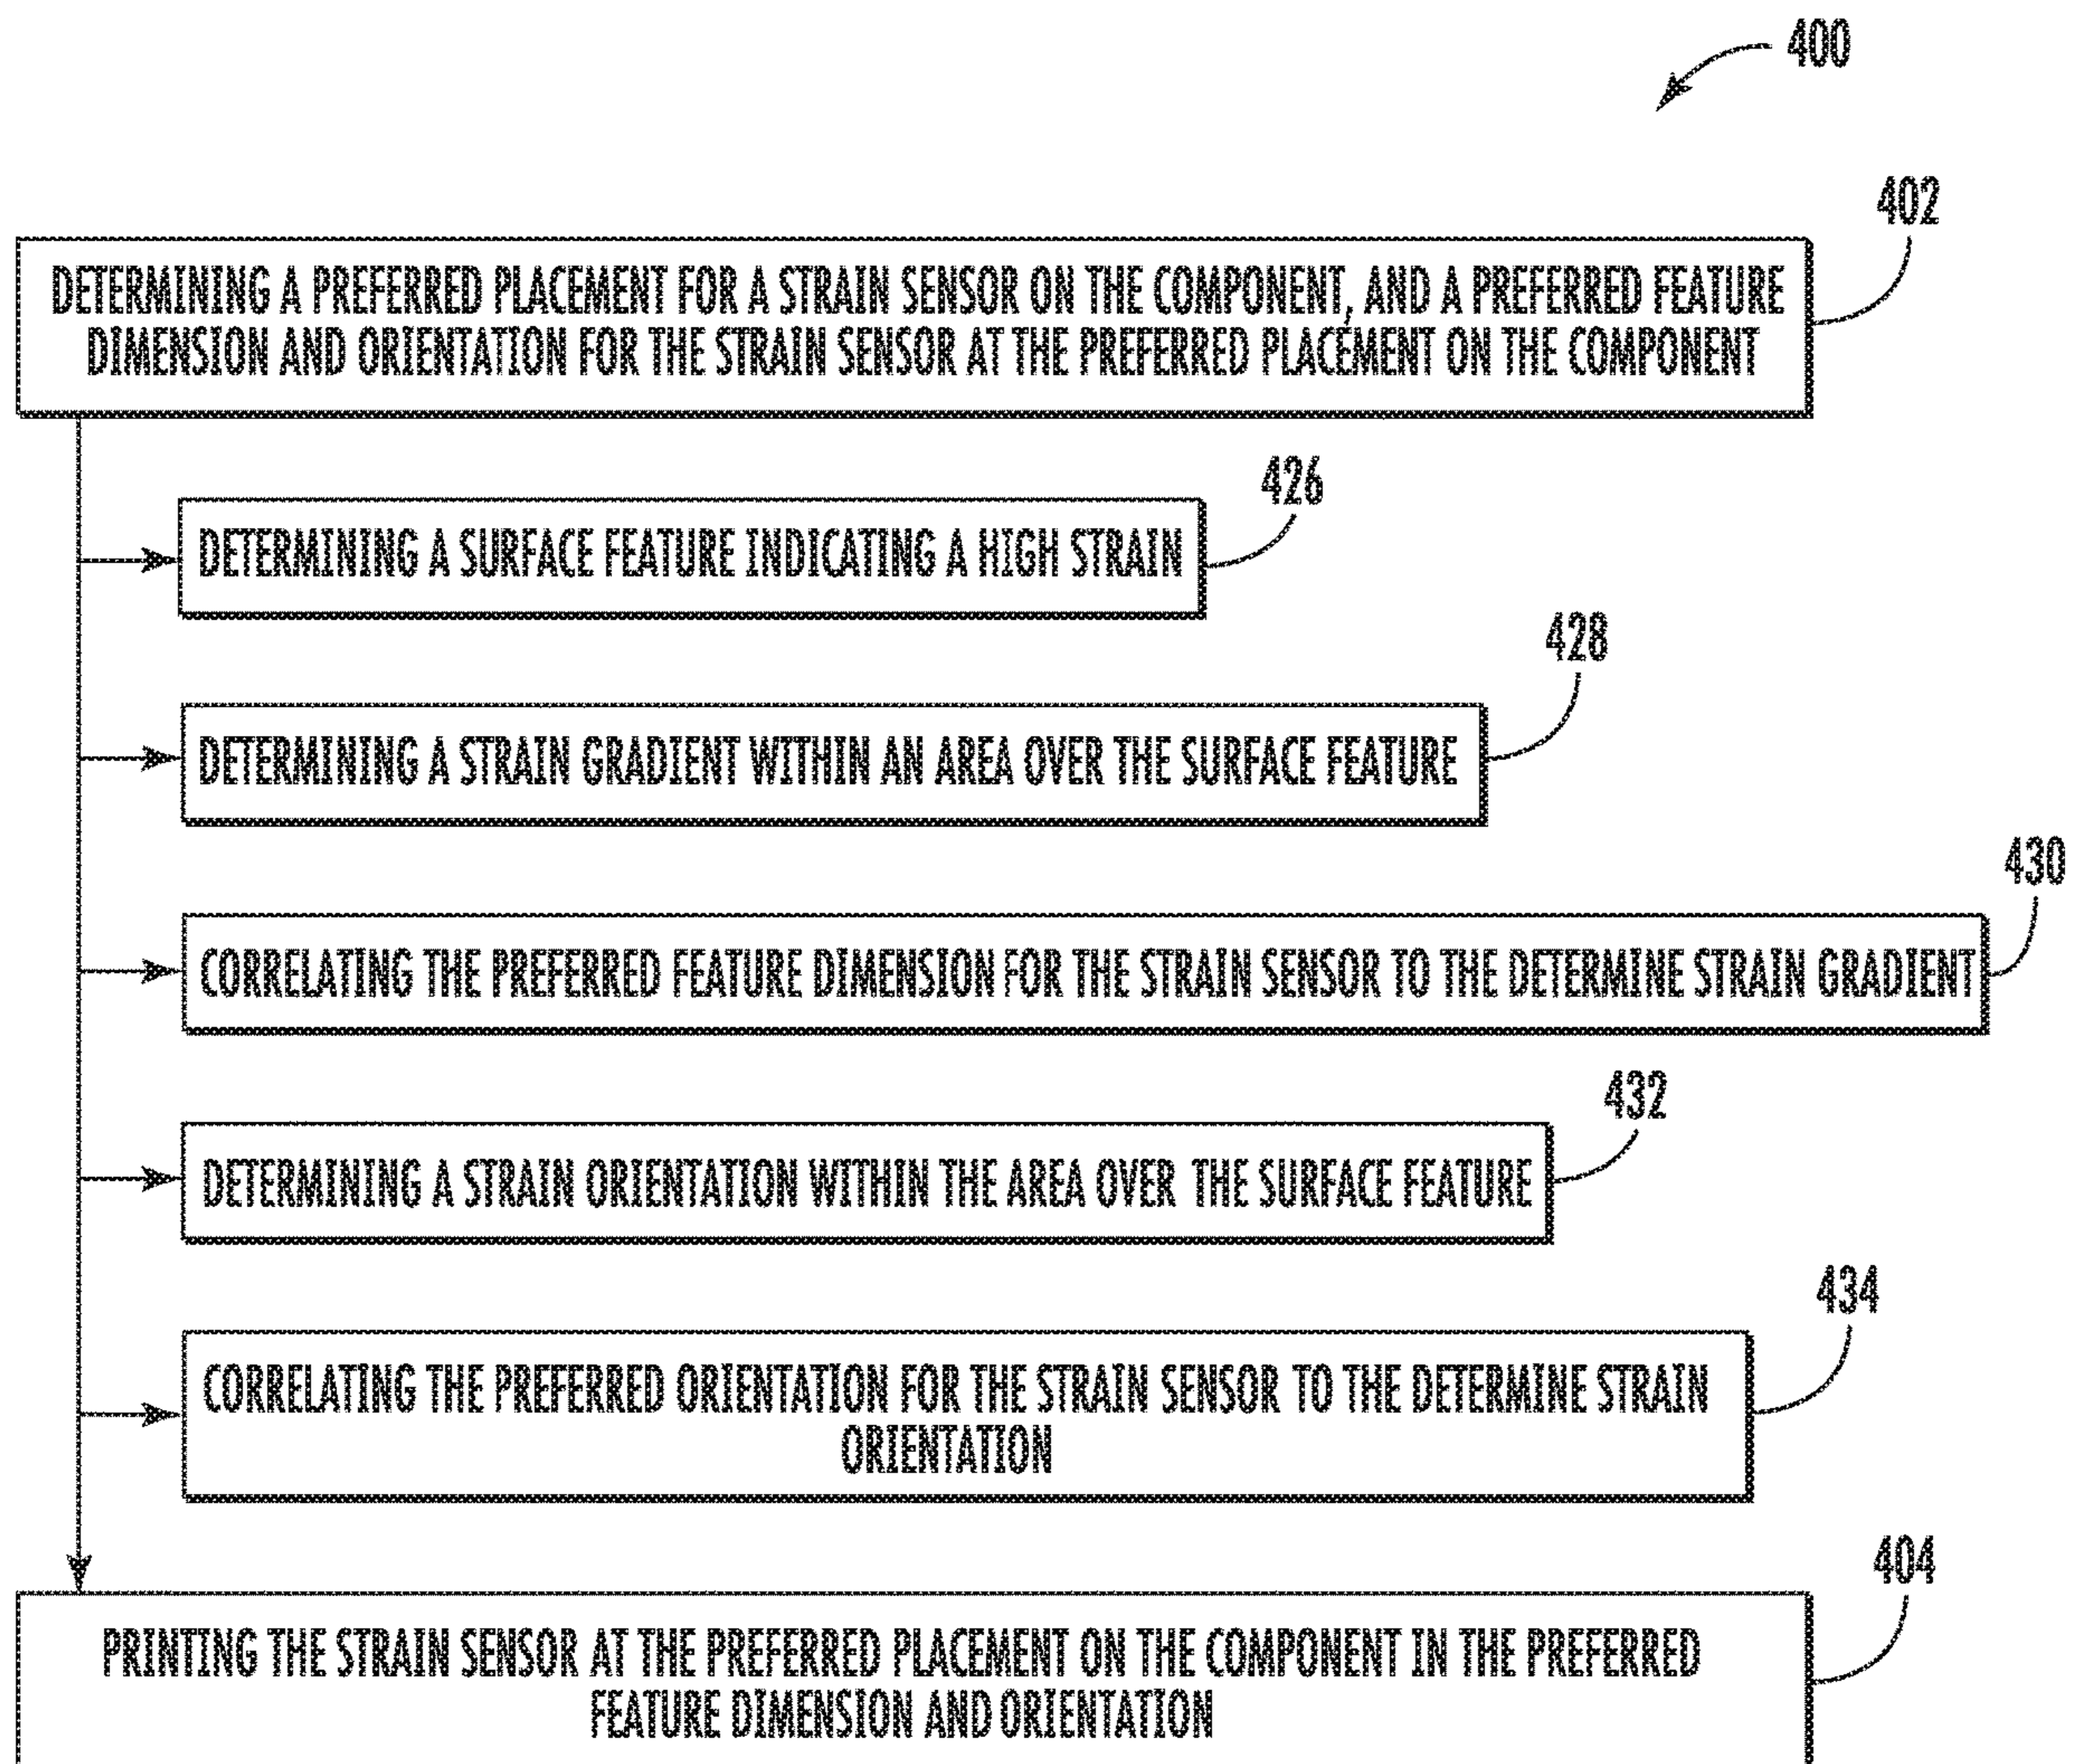 400
402
DETERMINING A PREFERRED PLACEMENT FOR A STRAIN SENSOR ON THE COMPONENT, AND A PREFERRED FEATURE
DIMENSION AND ORIENTATION FOR THE STRAIN SENSOR AT THE PREFERRED PLACEMENT ON THE COMPONENT
426
DETERMINING A SURFACE FEATURE INDICATING A HIGH STRAIN
428
DETERMINING A STRAIN GRADIENT WITHIN AN AREA OVER THE SURFACE FEATURE
430
CORRELATING THE PREFERRED FEATURE DIMENSION FOR THE STRAIN SENSOR TO THE DETERMINE STRAIN GRADIENT
432
DETERMINING A STRAIN ORIENTATION WITHIN THE AREA OVER THE SURFACE FEATURE
434
CORRELATING THE PREFERRED ORIENTATION FOR THE STRAIN SENSOR TO THE DETERMINE STRAIN
ORIENTATION
404
PRINTING THE STRAIN SENSOR AT THE PREFERRED PLACEMENT ON THE COMPONENT IN THE PREFERRED
FEATURE DIMENSION AND ORIENTATION